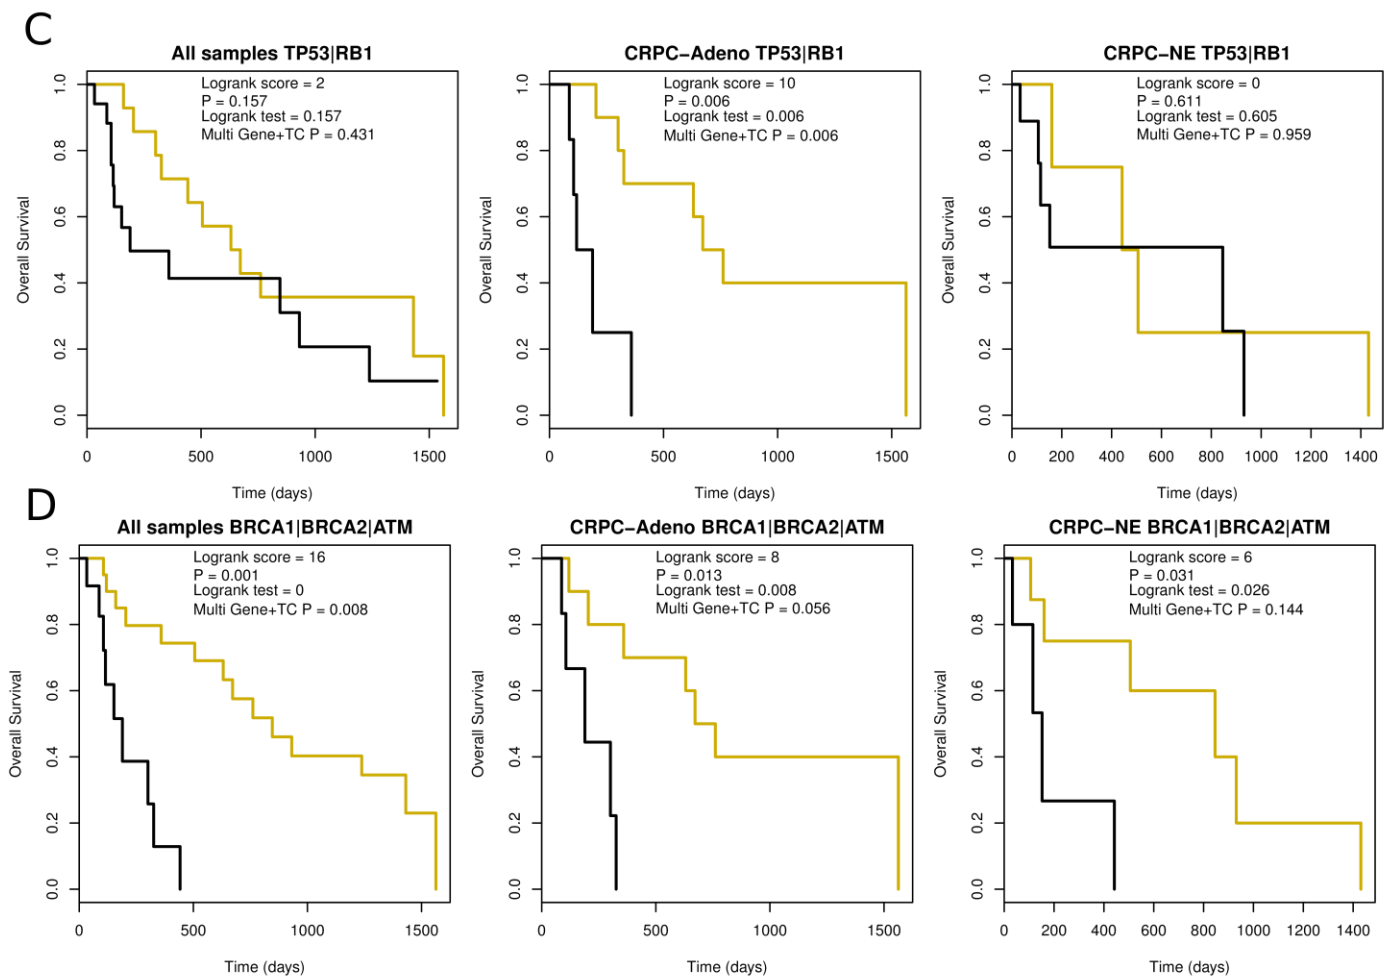 C
All samples TP53|RB1
Logrank score = 2
P = 0.157
Logrank test = 0.157
Multi Gene+TC P = 0.431
Overall Survival
0.0 0.2 0.4 0.6 0.8 1.0
0 500 1000 1500
Time (days)
CRPC−Adeno TP53|RB1
Logrank score = 10
P = 0.006
Logrank test = 0.006
Multi Gene+TC P = 0.006
Overall Survival
0.0 0.2 0.4 0.6 0.8 1.0
0 500 1000 1500
Time (days)
CRPC−NE TP53|RB1
Logrank score = 0
P = 0.611
Logrank test = 0.605
Multi Gene+TC P = 0.959
Overall Survival
0.0 0.2 0.4 0.6 0.8 1.0
0 200 400 600 800 1000 1200 1400
Time (days)
D
All samples BRCA1|BRCA2|ATM
Logrank score = 16
P = 0.001
Logrank test = 0
Multi Gene+TC P = 0.008
Overall Survival
0.0 0.2 0.4 0.6 0.8 1.0
0 500 1000 1500
Time (days)
CRPC−Adeno BRCA1|BRCA2|ATM
Logrank score = 8
P = 0.013
Logrank test = 0.008
Multi Gene+TC P = 0.056
Overall Survival
0.0 0.2 0.4 0.6 0.8 1.0
0 500 1000 1500
Time (days)
CRPC−NE BRCA1|BRCA2|ATM
Logrank score = 6
P = 0.031
Logrank test = 0.026
Multi Gene+TC P = 0.144
Overall Survival
0.0 0.2 0.4 0.6 0.8 1.0
0 200 400 600 800 1000 1200 1400
Time (days)